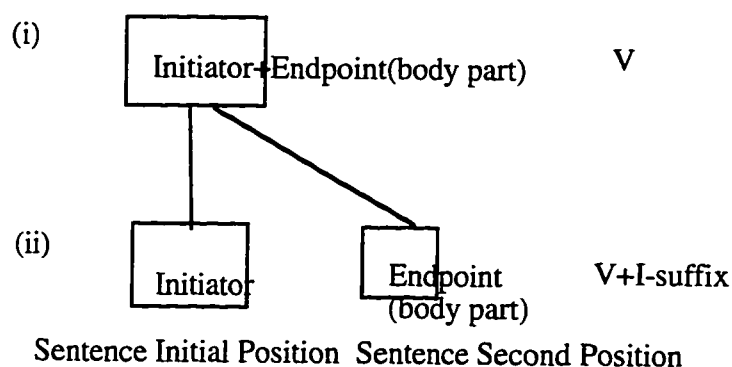 (i) Initiator+Endpoint(body part) V
(ii) Initiator Endpoint V+I-suffix
(body part)
Sentence Initial Position Sentence Second Position